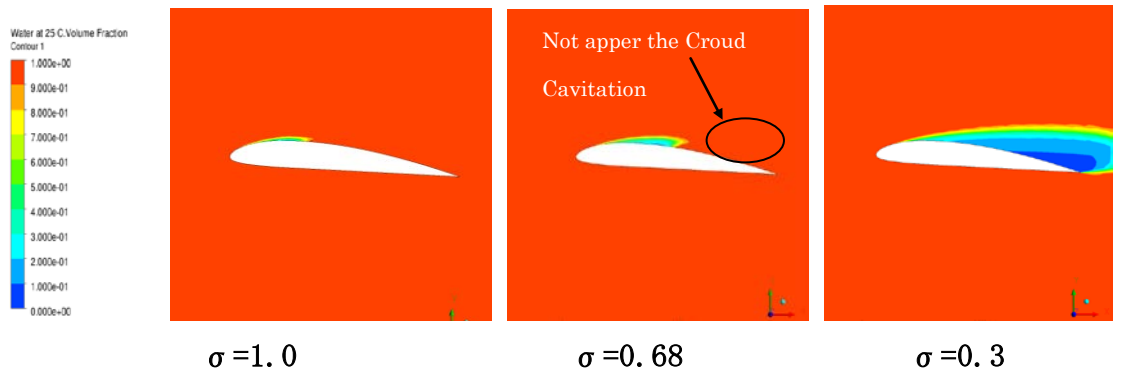 Water at 25 C.Volume Fraction
Contour 1
1.000e+00
9.000e-01
8.000e-01
7.000e-01
6.000e-01
5.000e-01
4.000e-01
3.000e-01
2.000e-01
1.000e-01
0.000e+00
Not apper the Croud
Cavitation
σ=1.0
σ=0.68
σ=0.3